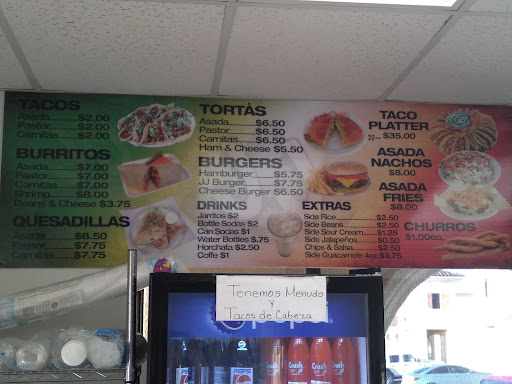 TACOS
Asada $2.00
Pastor $2.00
Carnitas $2.00
BURRITOS
Asada $7.00
Pastor $7.00
Carnitas $7.00
Shrimp $8.00
Beans & Cheese $3.75
QUESADILLAS
Asada $8.50
Pastor $7.75
Carnitas $7.75
TORTAS
Asada $6.50
Pastor $6.50
Carnitas $6.50
Ham & Cheese $5.50
BURGERS
Hamburger $5.75
JJ Burger $7.75
Cheese Burger $6.50
DRINKS
Jarritos $2
Bottle Sodas $2
Can Sodas $1
Water Bottles $.75
Horchata $2.50
Coffe $1
EXTRAS
Side Rice $2.50
Side Beans $2.50
Side Sour Cream $1.25
Side Jalapeños $0.50
Chips & Salsa $2.50
Side Guacamole 4oz $3.75
TACO
PLATTER
20 $35.00
ASADA
NACHOS
$8.00
ASADA
FRIES
$8.00
CHURROS
$1.00ea.
Tenemos Menudo
y
Tacos de Cabeza
PEPSI
Crush
Crush
Crush